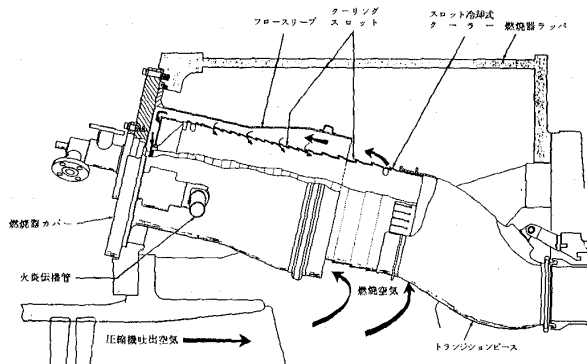 フロースリーブ
クーリング
スロット
スロット冷却式
クーラー
燃焼器ラッパ
燃焼器カバー
火炎伝播管
燃焼空気
圧縮機吐出空気
トランジションピース